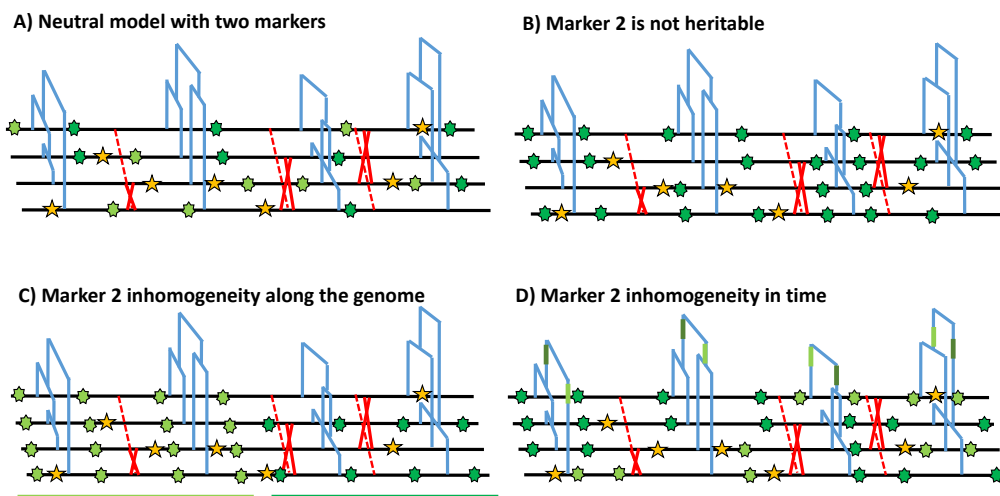 A) Neutral model with two markers
B) Marker 2 is not heritable
C) Marker 2 inhomogeneity along the genome
D) Marker 2 inhomogeneity in time